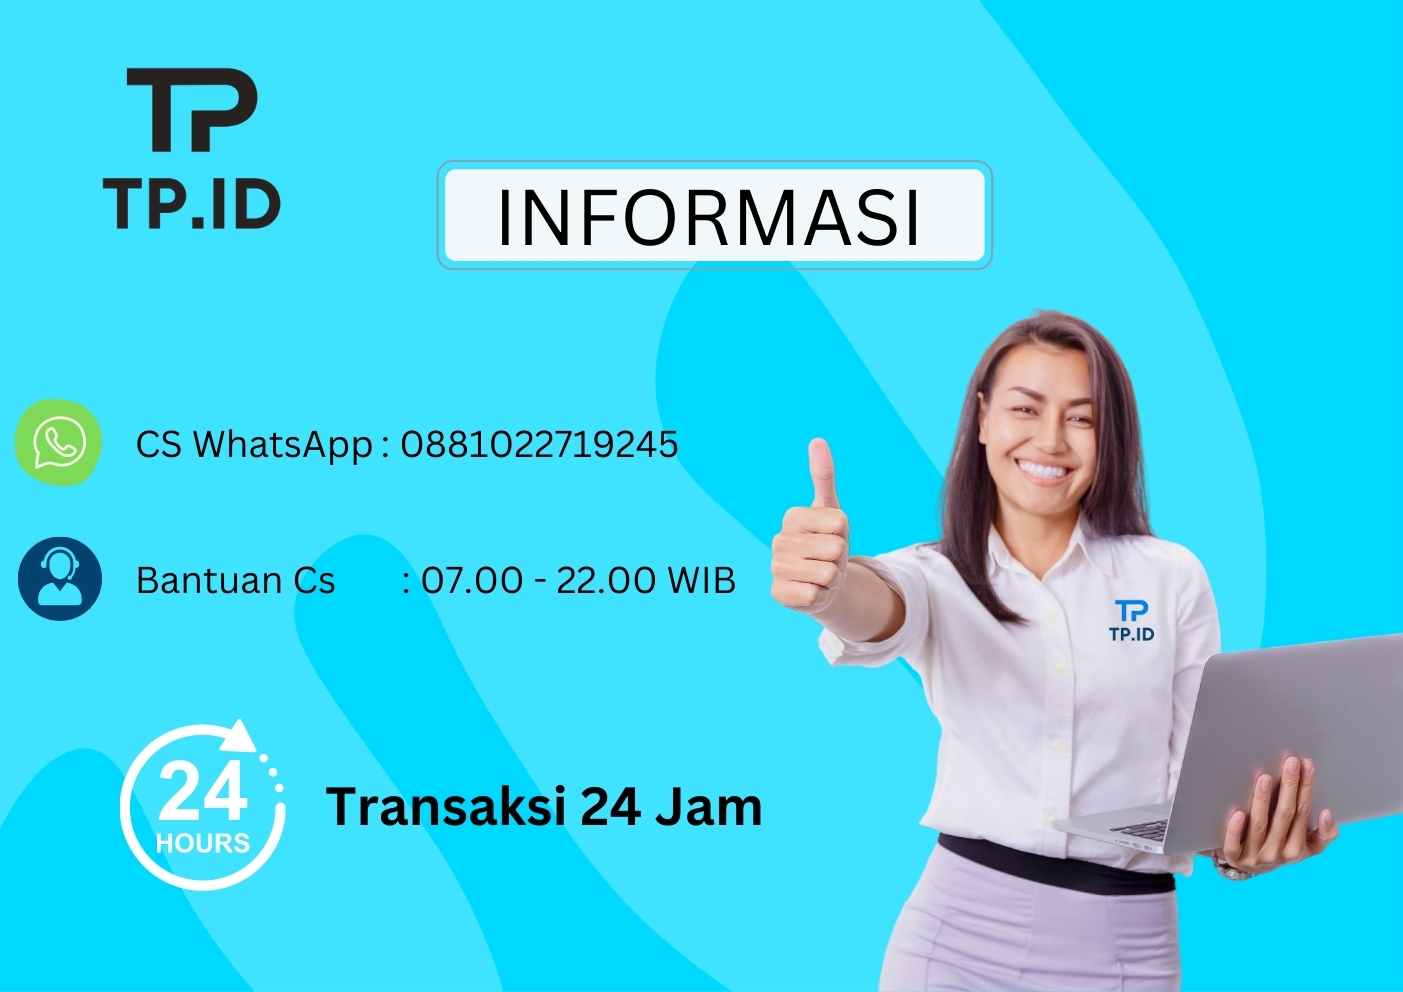 TP
TP.ID
INFORMASI
CS WhatsApp : 0881022719245
Bantuan Cs : 07.00 - 22.00 WIB
TP
TP.ID
24
HOURS
Transaksi 24 Jam